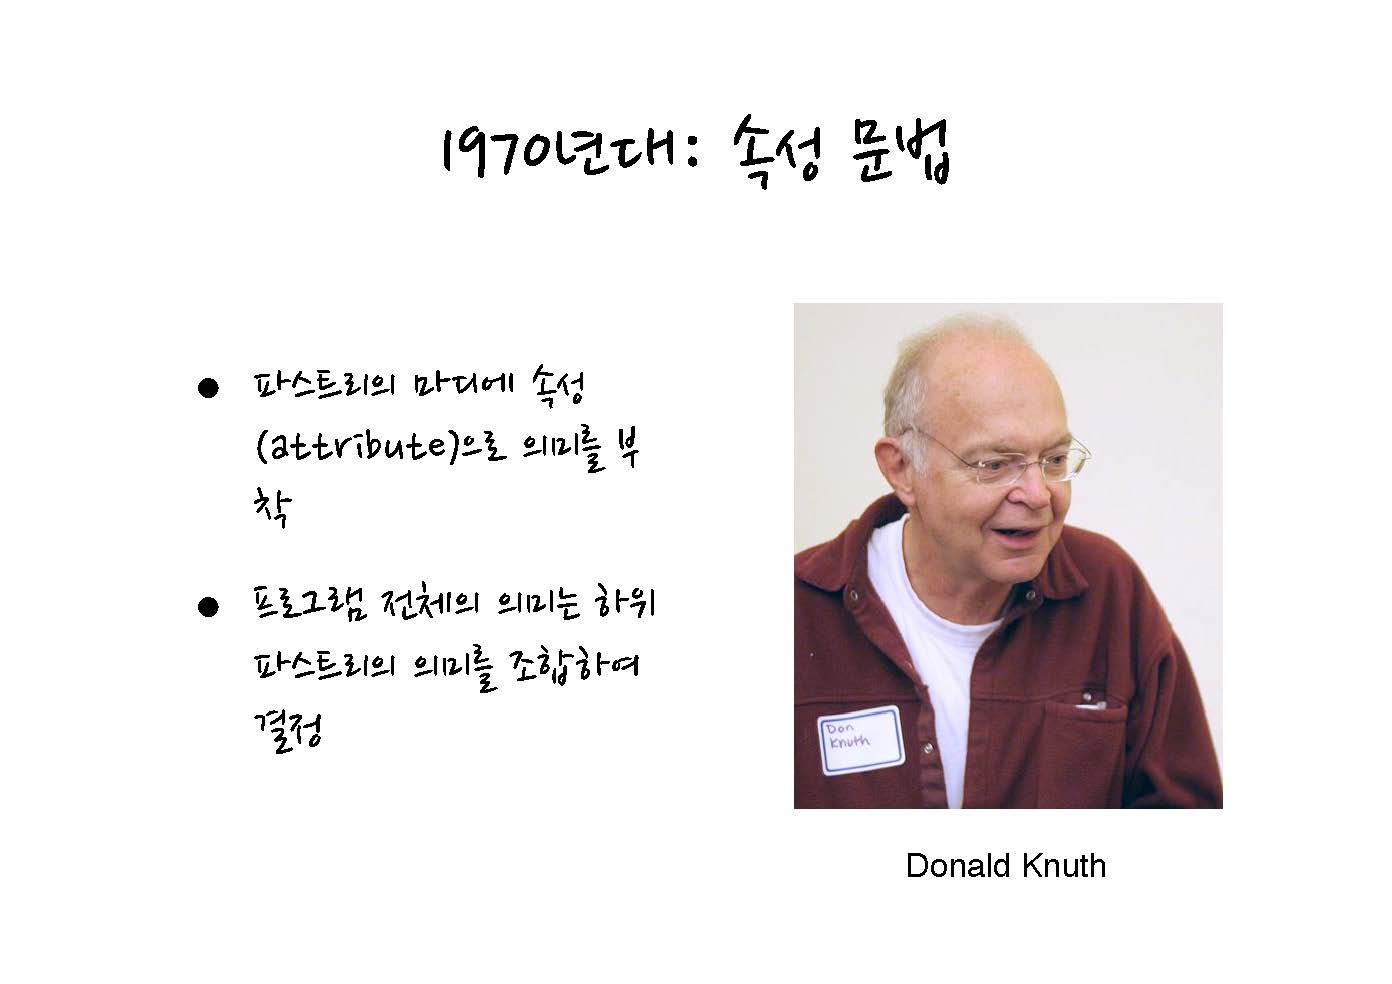 1970년대: 속성 문법
● 파스트리의 마디에 속성
(attribute)으로 의미를 부
착
● 프로그램 전체의 의미는 하위
파스트리의 의미를 조합하여
결정
Don
Knuth
Donald Knuth